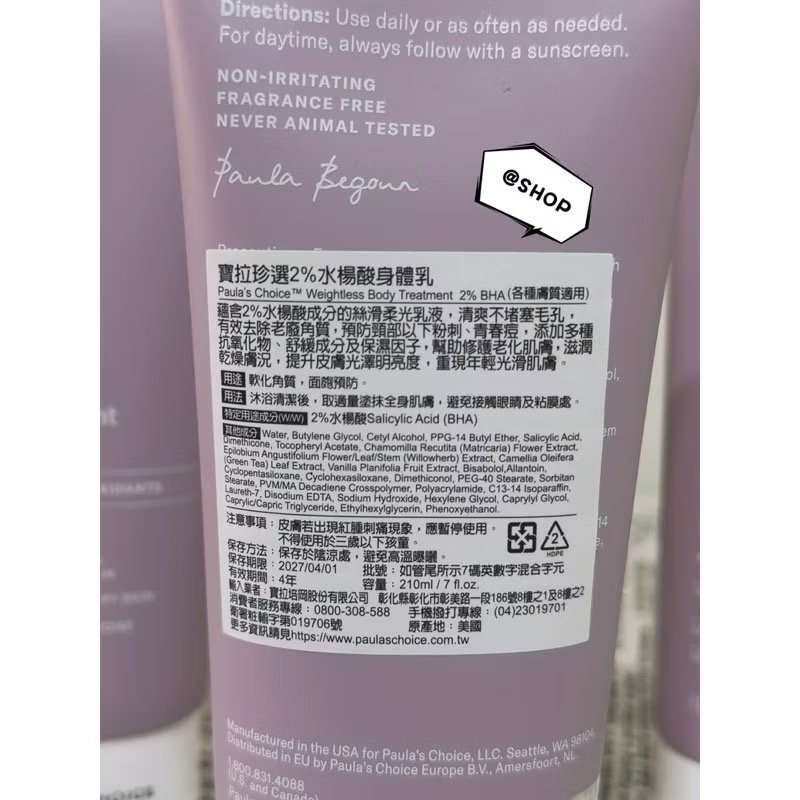 Directions: Use daily or as often as needed.
For daytime, always follow with a sunscreen.
NON-IRRITATING
FRAGRANCE FREE
NEVER ANIMAL TESTED
Paula Begoun
@SHOP
寶拉珍選2%水楊酸身體乳
Paula's Choice™ Weightless Body Treatment 2% BHA(各種膚質適用)
蘊含2%水楊酸成分的絲滑柔光乳液，清爽不堵塞毛孔，
有效去除老廢角質，預防頸部以下粉刺、青春痘，添加多種
抗氧化物、舒緩成分及保濕因子，幫助修護老化肌膚，滋潤
乾燥膚況，提升皮膚光澤明亮度，重現年輕光滑肌膚。
用途 軟化角質，面皰預防。
用法 沐浴清潔後，取適量塗抹全身肌膚，避免接觸眼睛及粘膜處。
特定用途成分(W/W) 2%水楊酸Salicylic Acid (BHA)
其他成分 Water, Butylene Glycol, Cetyl Alcohol, PPG-14 Butyl Ether, Salicylic Acid,
Dimethicone, Tocopheryl Acetate, Chamomilla Recutita (Matricaria) Flower Extract,
Epilobium Angustifolium Flower/Leaf/Stem (Willowherb) Extract, Camellia Oleifera
(Green Tea) Leaf Extract, Vanilla Planifolia Fruit Extract, Bisabolol,Allantoin,
Cyclopentasiloxane, Cyclohexasiloxane, Dimethiconol, PEG-40 Stearate, Sorbitan
Stearate, PVM/MA Decadiene Crosspolymer, Polyacrylamide, C13-14 Isoparaffin,
Laureth-7, Disodium EDTA, Sodium Hydroxide, Hexylene Glycol, Caprylyl Glycol,
Caprylic/Capric Triglyceride, Ethylhexylglycerin, Phenoxyethanol.
注意事項：皮膚若出現紅腫刺痛現象，應暫停使用。
不得使用於三歲以下孩童。
保存方法：保存於陰涼處，避免高溫曝曬。
2
HDPE
保存期限：2027/04/01 批號：如管尾所示7碼英數字混合字元
有效期間：4年 容量：210ml / 7 fl.oz.
輸入業者：寶拉培岡股份有限公司 彰化縣彰化市彰美路一段186號8樓之1及8樓之2
消費者服務專線：0800-308-588 手機撥打專線：(04)23019701
衛署粧輸字第019706號 原產地：美國
更多資訊請見https://www.paulaschoice.com.tw
Manufactured in the USA for Paula's Choice, LLC. Seattle, WA 98104.
Distributed in EU by Paula's Choice Europe B.V., Amersfoort, NL.
1.800.831.4088
(U.S. and Canada)